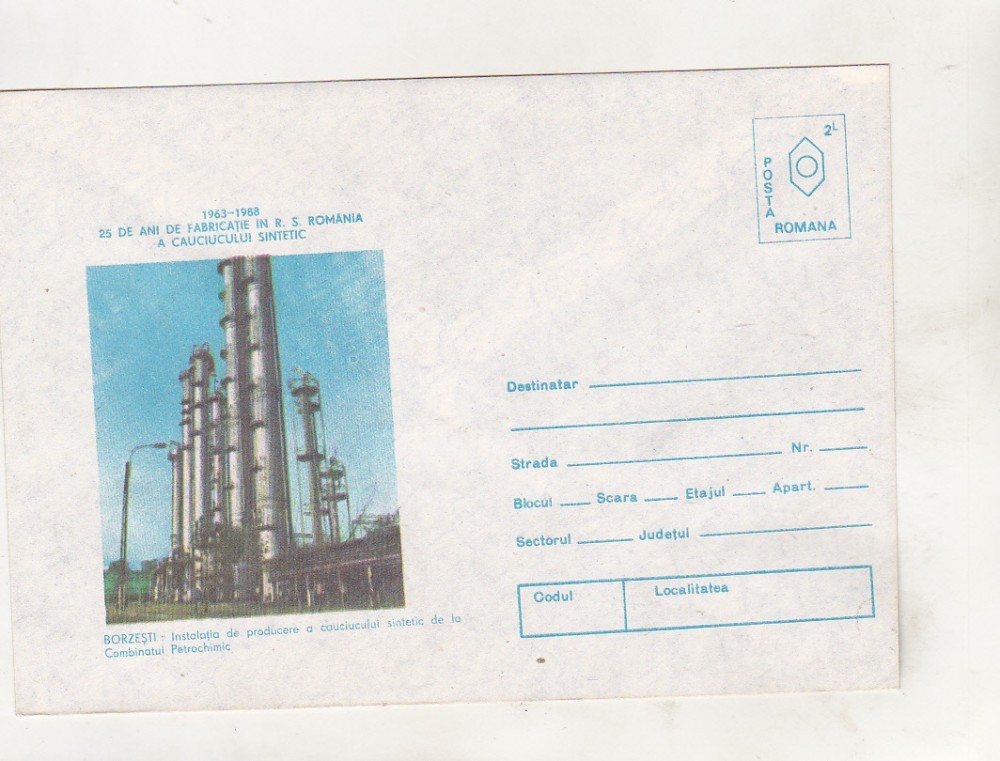 1963-1988
25 DE ANI DE FABRICAȚIE ÎN R. S. ROMÂNIA
A CAUCIUCULUI SINTETIC
2L
POSTA
ROMANA
Destinatar
Strada Nr.
Blocul Scara Etajul Apart.
Sectorul Județul
Codul Localitatea
BORZEȘTI : Instalația de producere a cauciucului sintetic de la
Combinatul Petrochimic